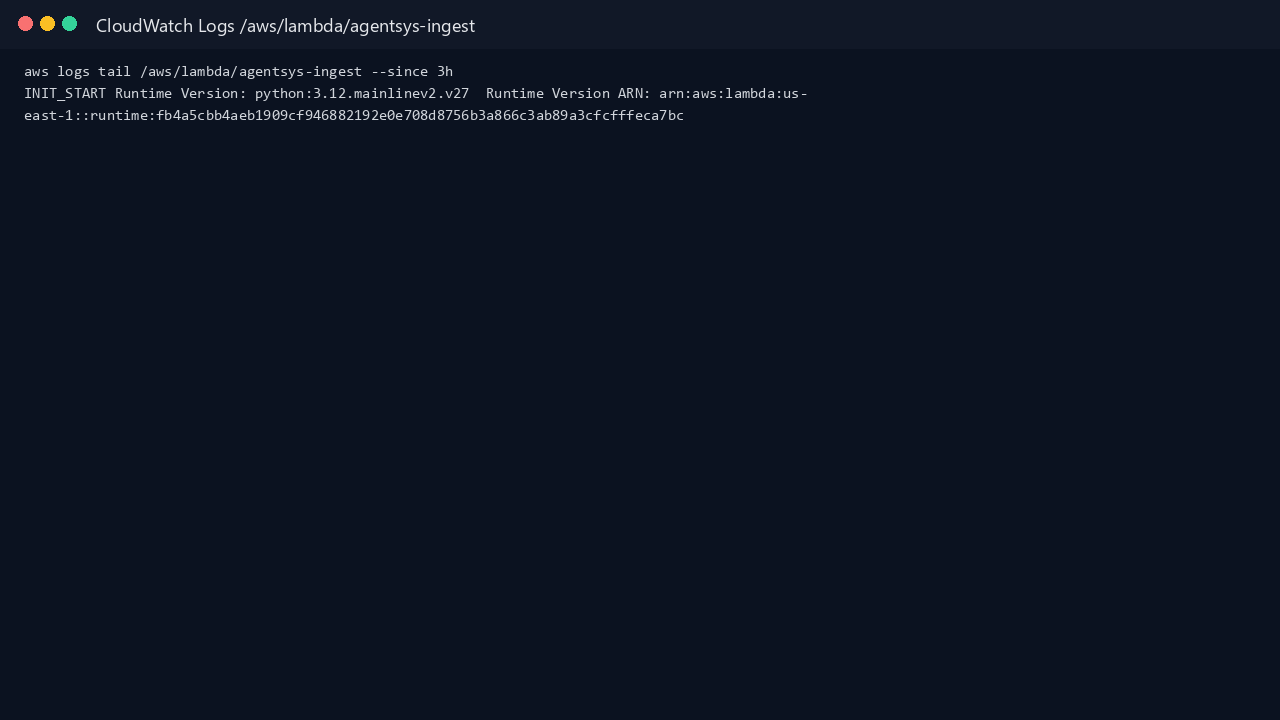 CloudWatch Logs /aws/lambda/agentsys-ingest
aws logs tail /aws/lambda/agentsys-ingest --since 3h
INIT_START Runtime Version: python:3.12.mainlinev2.v27  Runtime Version ARN: arn:aws:lambda:us-
east-1::runtime:fb4a5cbb4aeb1909cf946882192e0e708d8756b3a866c3ab89a3cfcfffeca7bc